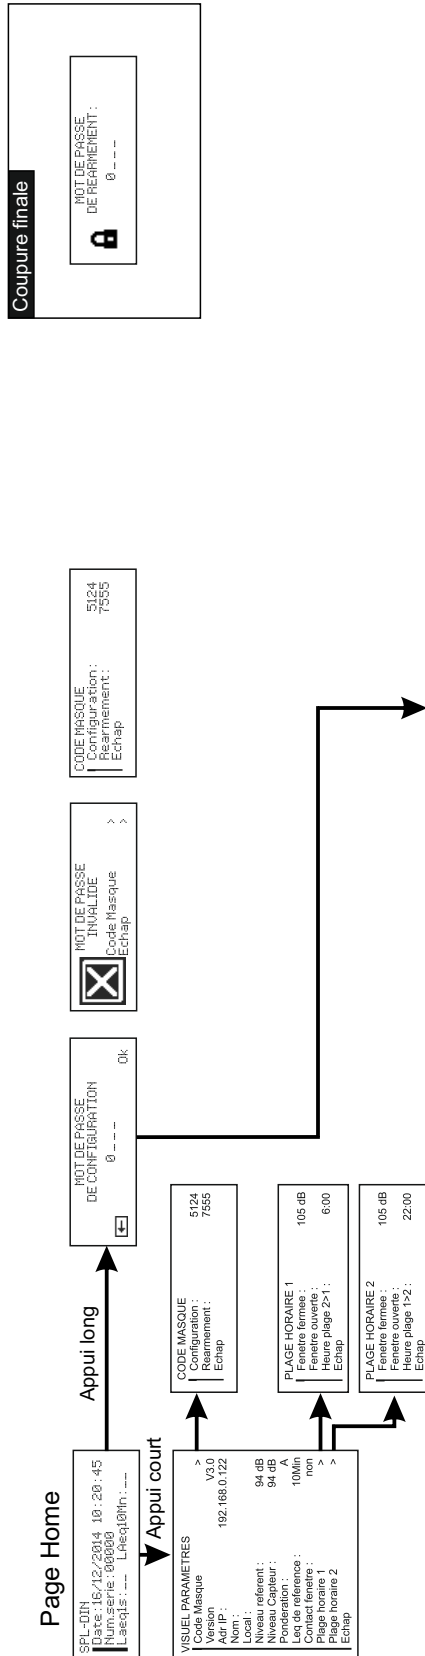 Page Home
SPL-DIN
Date:16/12/2014 10:20:45
Num.serie:00000
Laeq1s:__ LAeq10Mn:__
Appui long
Appui court
MOT DE PASSE
DE CONFIGURATION
0___
Ok
MOT DE PASSE
INVALIDE
Code Masque >
Echap >
CODE MASQUE
Configuration: 5124
Rearmement: 7555
Echap
Coupure finale
MOT DE PASSE
DE REARMEMENT:
0---
VISUEL PARAMETRES
Code Masque >
Version V3.0
Adr IP : 192.168.0.122
Nom :
Local :
Niveau referent : 94 dB
Niveau Capteur : 94 dB
Ponderation : A
Leq de reference : 10Min
Contact fenetre : non
Plage horaire 1 >
Plage horaire 2 >
Echap
CODE MASQUE
Configuration : 5124
Rearmement : 7555
Echap
PLAGE HORAIRE 1
Fenetre fermee : 105 dB
Fenetre ouverte :
Heure plage 2>1 : 6:00
Echap
PLAGE HORAIRE 2
Fenetre fermee : 105 dB
Fenetre ouverte :
Heure plage 1>2 : 22:00
Echap